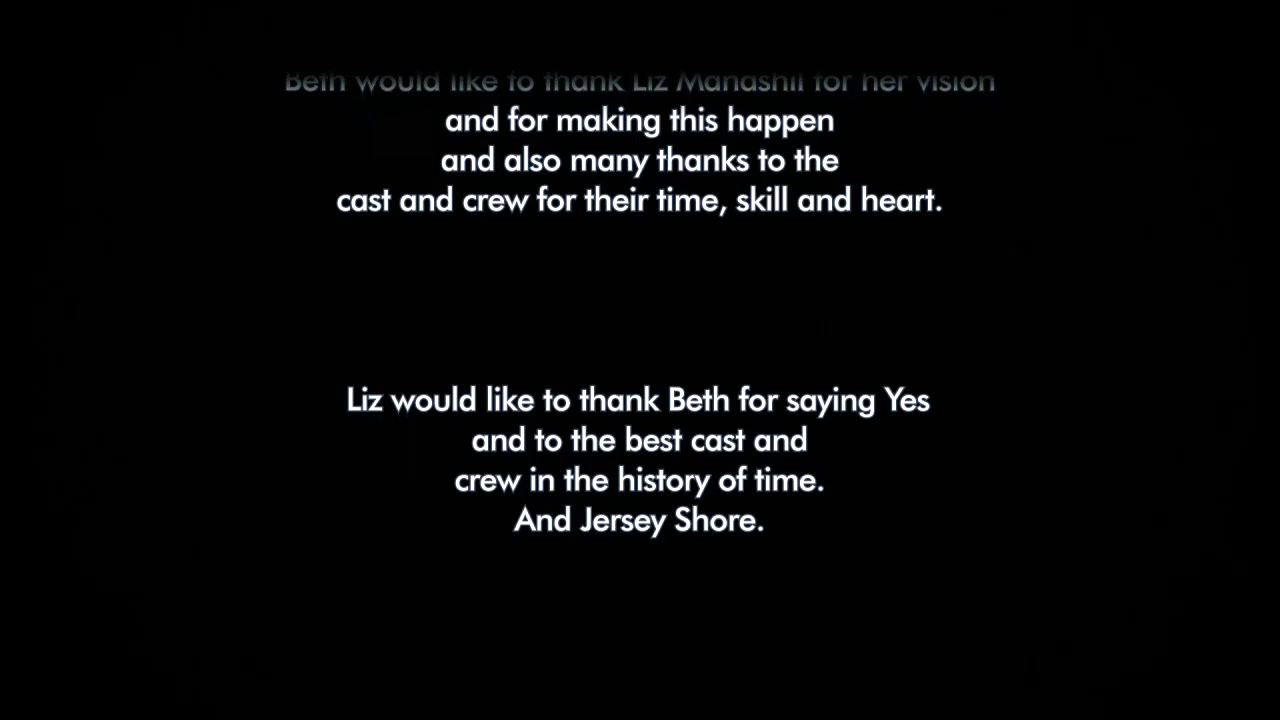 Beth would like to thank Liz Manashil for her vision
and for making this happen
and also many thanks to the
cast and crew for their time, skill and heart.
Liz would like to thank Beth for saying Yes
and to the best cast and
crew in the history of time.
And Jersey Shore.